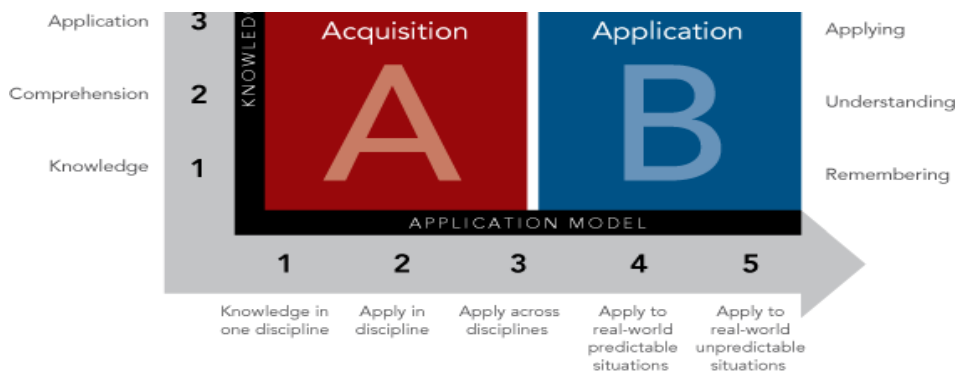 Application
3
Acquisition
Application
Applying
KNOWLEDG
Comprehension
2
A
B
Understanding
Knowledge
1
Remembering
APPLICATION MODEL
1
2
3
4
5
Knowledge in
one discipline
Apply in
discipline
Apply across
disciplines
Apply to
real-world
predictable
situations
Apply to
real-world
unpredictable
situations